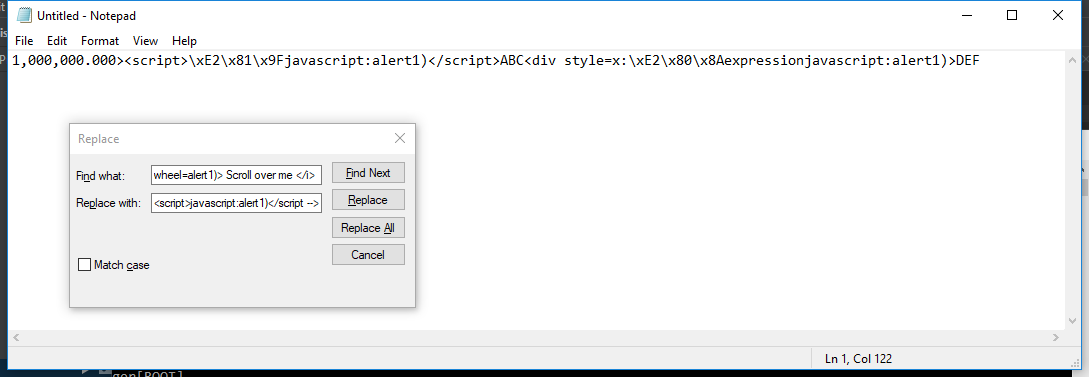 Untitled - Notepad
File Edit Format View Help
1,000,000.000><script>\xE2\x81\x9Fjavascript:alert1)</script>ABC<div style=x:\xE2\x80\x8Aexpressionjavascript:alert1)>DEF
Replace
Find what: wheel=alert1)> Scroll over me </i> Find Next
Replace with: <script>javascript:alert1)</script --> Replace
Replace All
Cancel
Match case
Ln 1, Col 122
gen[ROOT]